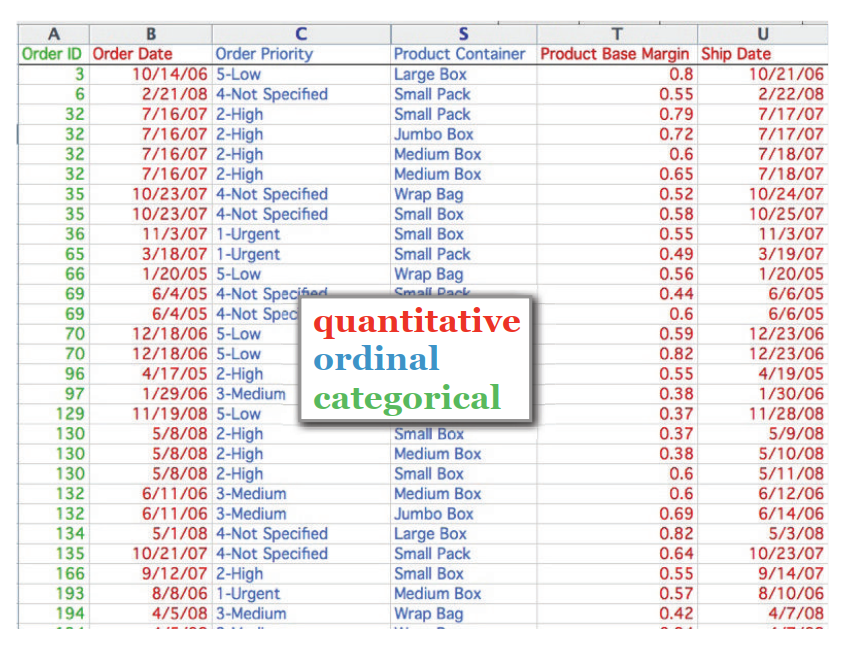 A B C S T U
Order ID Order Date Order Priority Product Container Product Base Margin Ship Date
3 10/14/06 5-Low Large Box 0.8 10/21/06
6 2/21/08 4-Not Specified Small Pack 0.55 2/22/08
32 7/16/07 2-High Small Pack 0.79 7/17/07
32 7/16/07 2-High Jumbo Box 0.72 7/17/07
32 7/16/07 2-High Medium Box 0.6 7/18/07
32 7/16/07 2-High Medium Box 0.65 7/18/07
35 10/23/07 4-Not Specified Wrap Bag 0.52 10/24/07
35 10/23/07 4-Not Specified Small Box 0.58 10/25/07
36 11/3/07 1-Urgent Small Box 0.55 11/3/07
65 3/18/07 1-Urgent Small Pack 0.49 3/19/07
66 1/20/05 5-Low Wrap Bag 0.56 1/20/05
69 6/4/05 4-Not Specified Small Pack 0.44 6/6/05
69 6/4/05 4-Not Spec 0.6 6/6/05
70 12/18/06 5-Low 0.59 12/23/06
70 12/18/06 5-Low 0.82 12/23/06
96 4/17/05 2-High 0.55 4/19/05
97 1/29/06 3-Medium 0.38 1/30/06
129 11/19/08 5-Low 0.37 11/28/08
130 5/8/08 2-High Small Box 0.37 5/9/08
130 5/8/08 2-High Medium Box 0.38 5/10/08
130 5/8/08 2-High Small Box 0.6 5/11/08
132 6/11/06 3-Medium Medium Box 0.6 6/12/06
132 6/11/06 3-Medium Jumbo Box 0.69 6/14/06
134 5/1/08 4-Not Specified Large Box 0.82 5/3/08
135 10/21/07 4-Not Specified Small Pack 0.64 10/23/07
166 9/12/07 2-High Small Box 0.55 9/14/07
193 8/8/06 1-Urgent Medium Box 0.57 8/10/06
194 4/5/08 3-Medium Wrap Bag 0.42 4/7/08
quantitative
ordinal
categorical